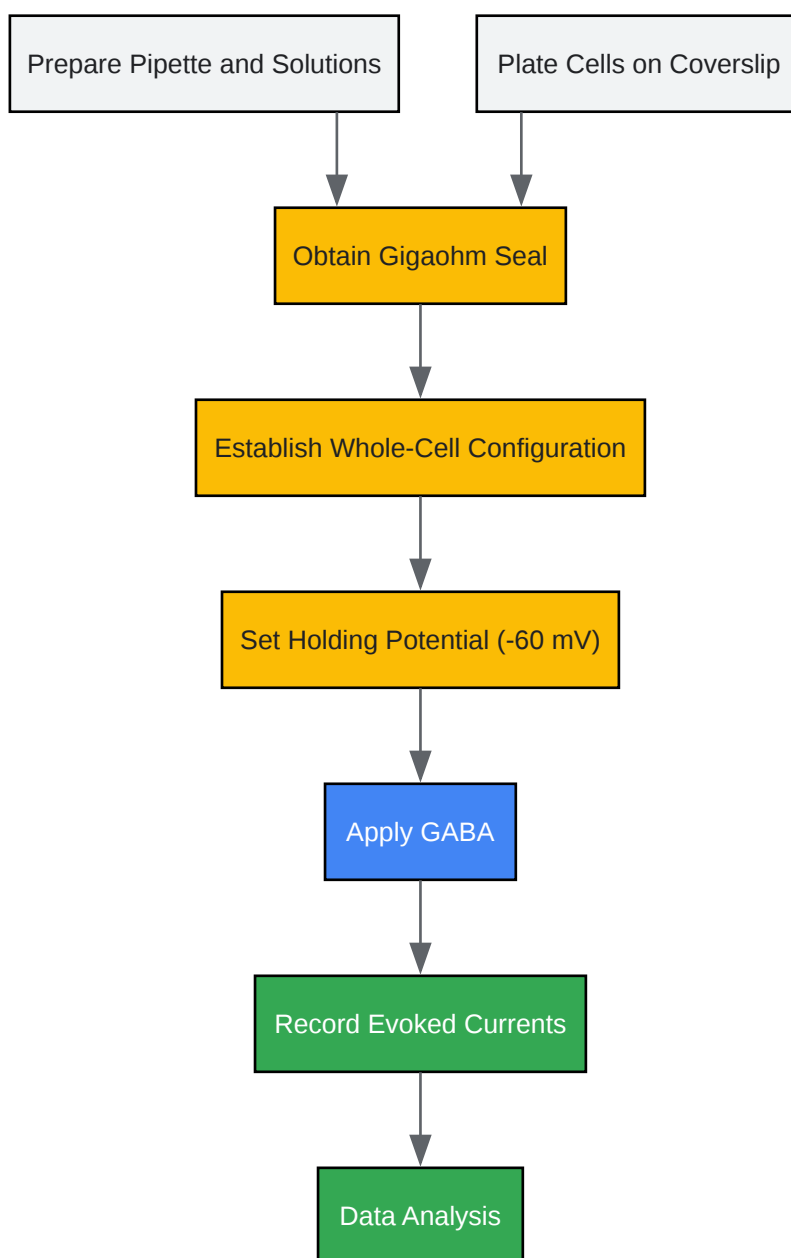 Prepare Pipette and Solutions
Plate Cells on Coverslip
Obtain Gigaohm Seal
Establish Whole-Cell Configuration
Set Holding Potential (-60 mV)
Apply GABA
Record Evoked Currents
Data Analysis